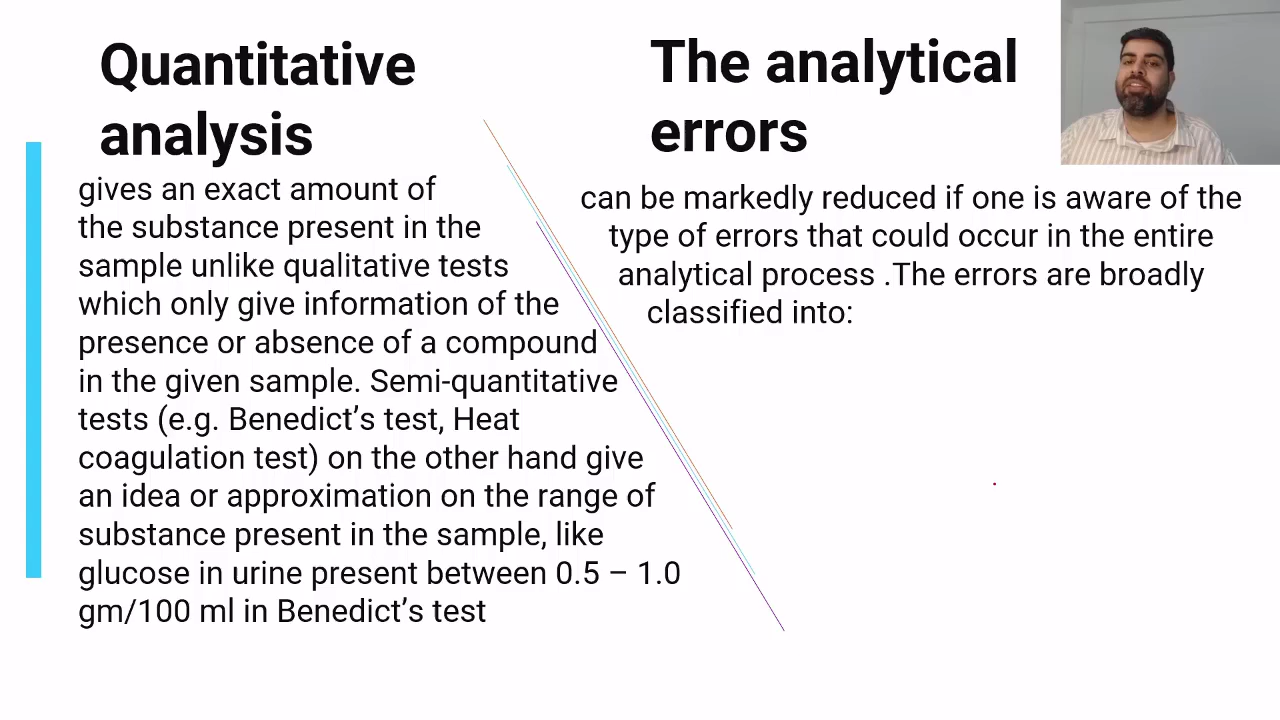 Quantitative
analysis
gives an exact amount of
the substance present in the
sample unlike qualitative tests
which only give information of the
presence or absence of a compound
in the given sample. Semi-quantitative
tests (e.g. Benedict’s test, Heat
coagulation test) on the other hand give
an idea or approximation on the range of
substance present in the sample, like
glucose in urine present between 0.5 – 1.0
gm/100 ml in Benedict’s test
The analytical
errors
can be markedly reduced if one is aware of the
type of errors that could occur in the entire
analytical process .The errors are broadly
classified into: